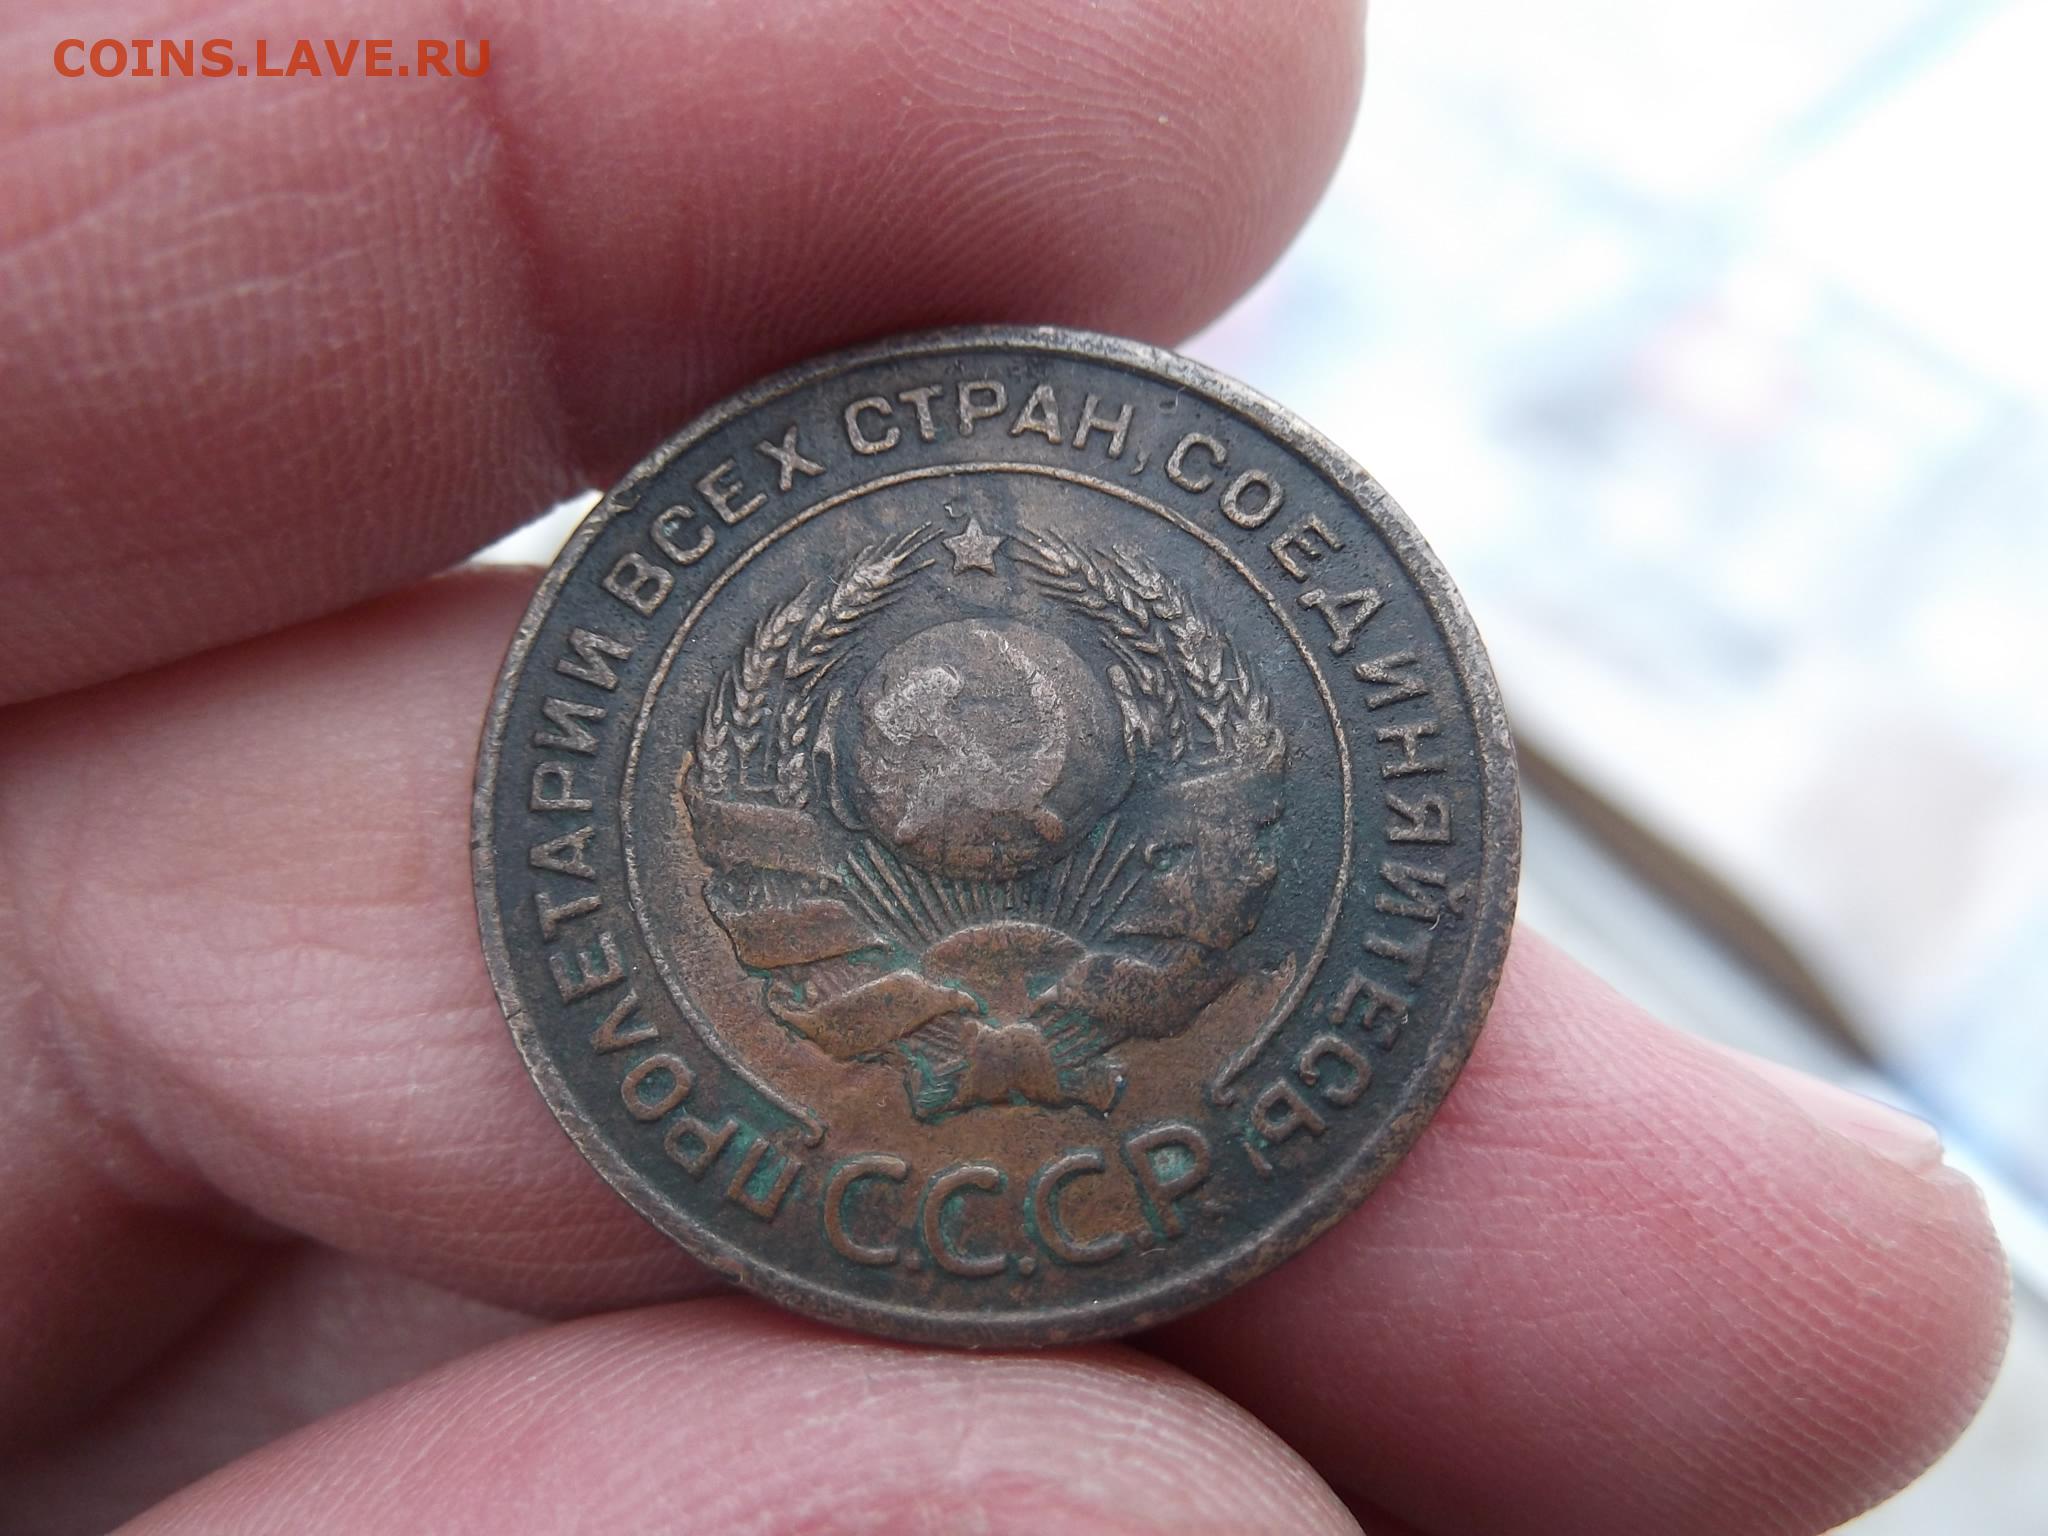 COINS.LAVE.RU
ПРОЛЕТАРИИ ВСЕХ СТРАН, СОЕДИНЯЙТЕСЬ!
С.С.С.Р.